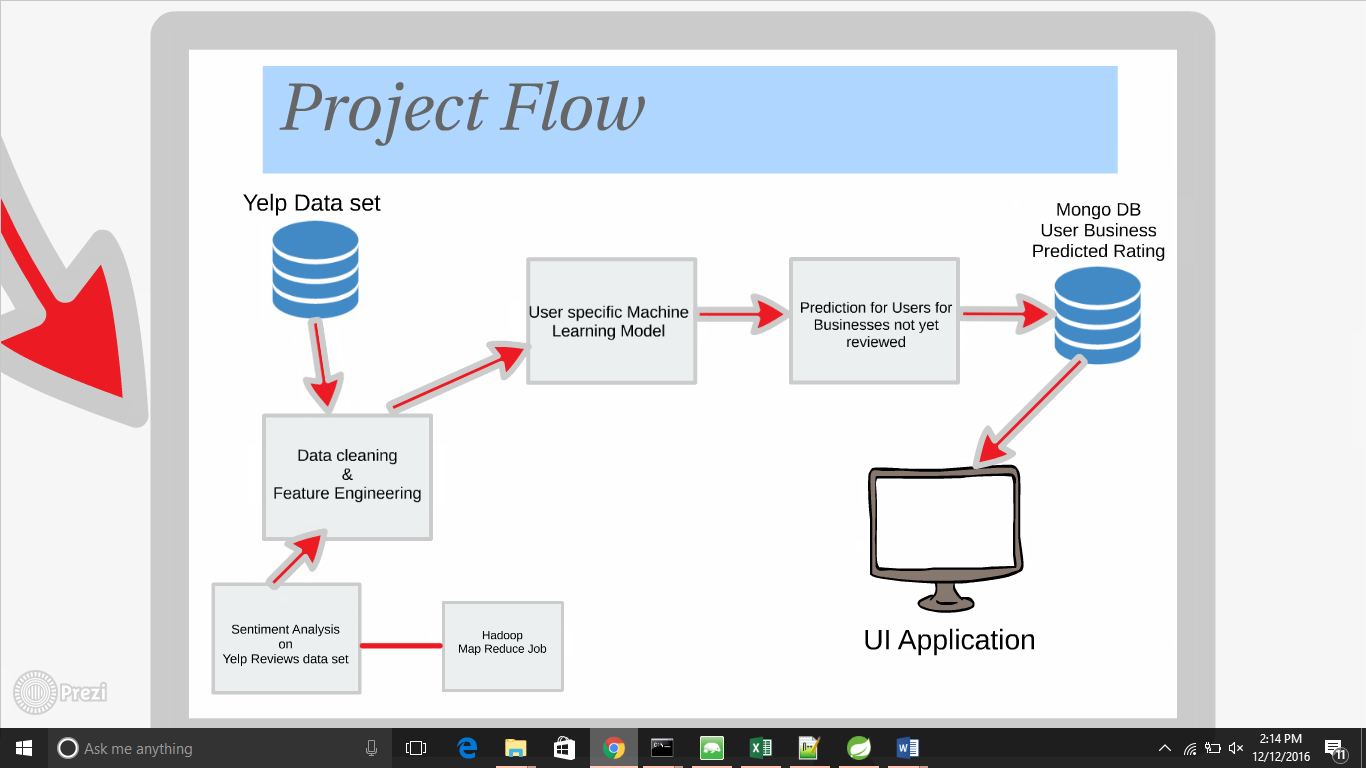 Project Flow
Yelp Data set
Mongo DB
User Business
Predicted Rating
User specific Machine
Learning Model
Prediction for Users for
Businesses not yet
reviewed
Data cleaning
&
Feature Engineering
Sentiment Analysis
on
Yelp Reviews data set
Hadoop
Map Reduce Job
UI Application
Prezi
Ask me anything
2:14 PM
12/12/2016
11